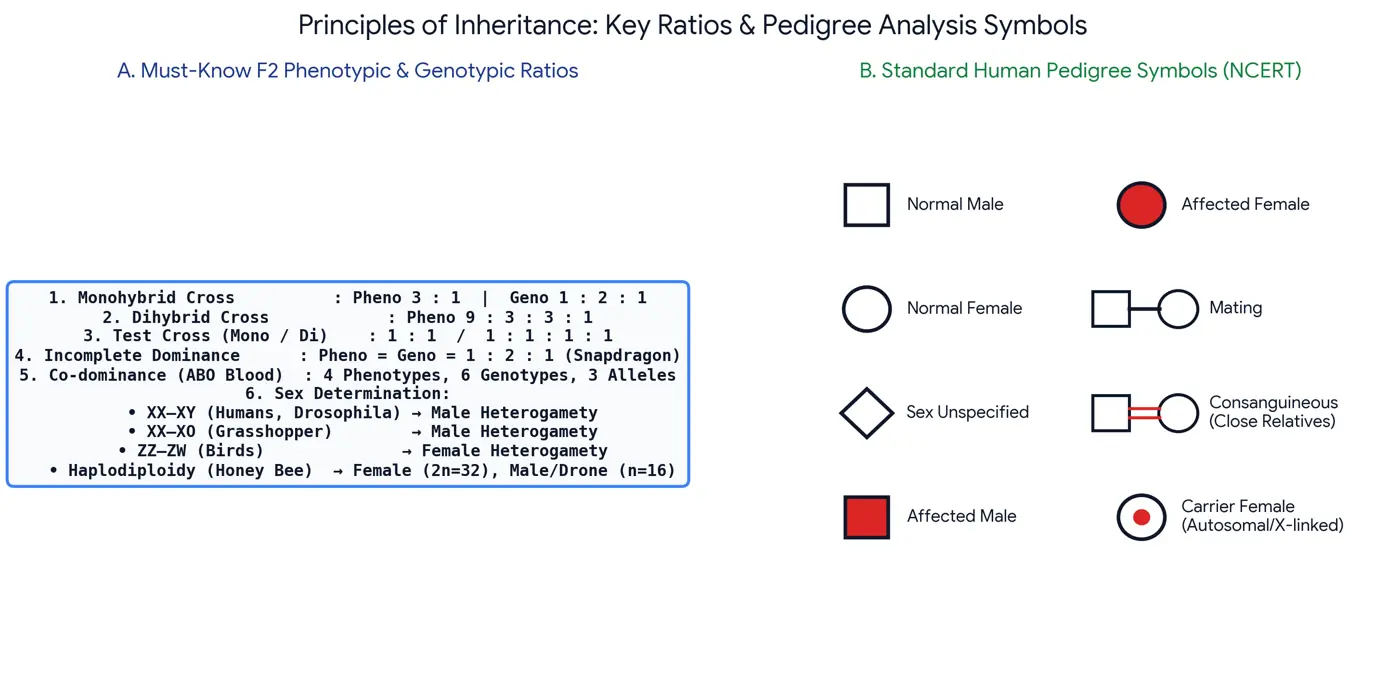 Principles of Inheritance: Key Ratios & Pedigree Analysis Symbols
A. Must-Know F2 Phenotypic & Genotypic Ratios
1. Monohybrid Cross : Pheno 3 : 1 | Geno 1 : 2 : 1
2. Dihybrid Cross : Pheno 9 : 3 : 3 : 1
3. Test Cross (Mono / Di) : 1 : 1 / 1 : 1 : 1 : 1
4. Incomplete Dominance : Pheno = Geno = 1 : 2 : 1 (Snapdragon)
5. Co-dominance (ABO Blood) : 4 Phenotypes, 6 Genotypes, 3 Alleles
6. Sex Determination:
• XX–XY (Humans, Drosophila) → Male Heterogamety
• XX–XO (Grasshopper) → Male Heterogamety
• ZZ–ZW (Birds) → Female Heterogamety
• Haplodiploidy (Honey Bee) → Female (2n=32), Male/Drone (n=16)
B. Standard Human Pedigree Symbols (NCERT)
Normal Male
Affected Female
Normal Female
Mating
Sex Unspecified
Consanguineous
(Close Relatives)
Affected Male
Carrier Female
(Autosomal/X-linked)